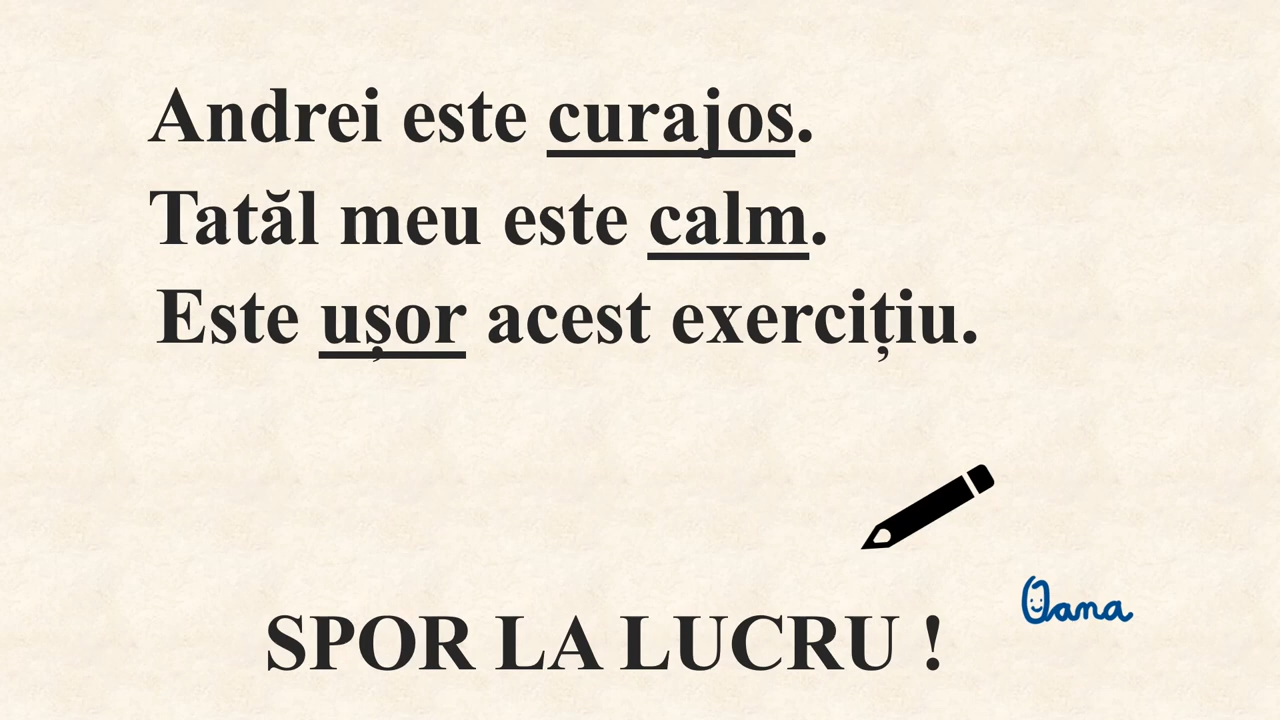 Andrei este curajos.
Tatăl meu este calm.
Este ușor acest exercițiu.
Oana
SPOR LA LUCRU !